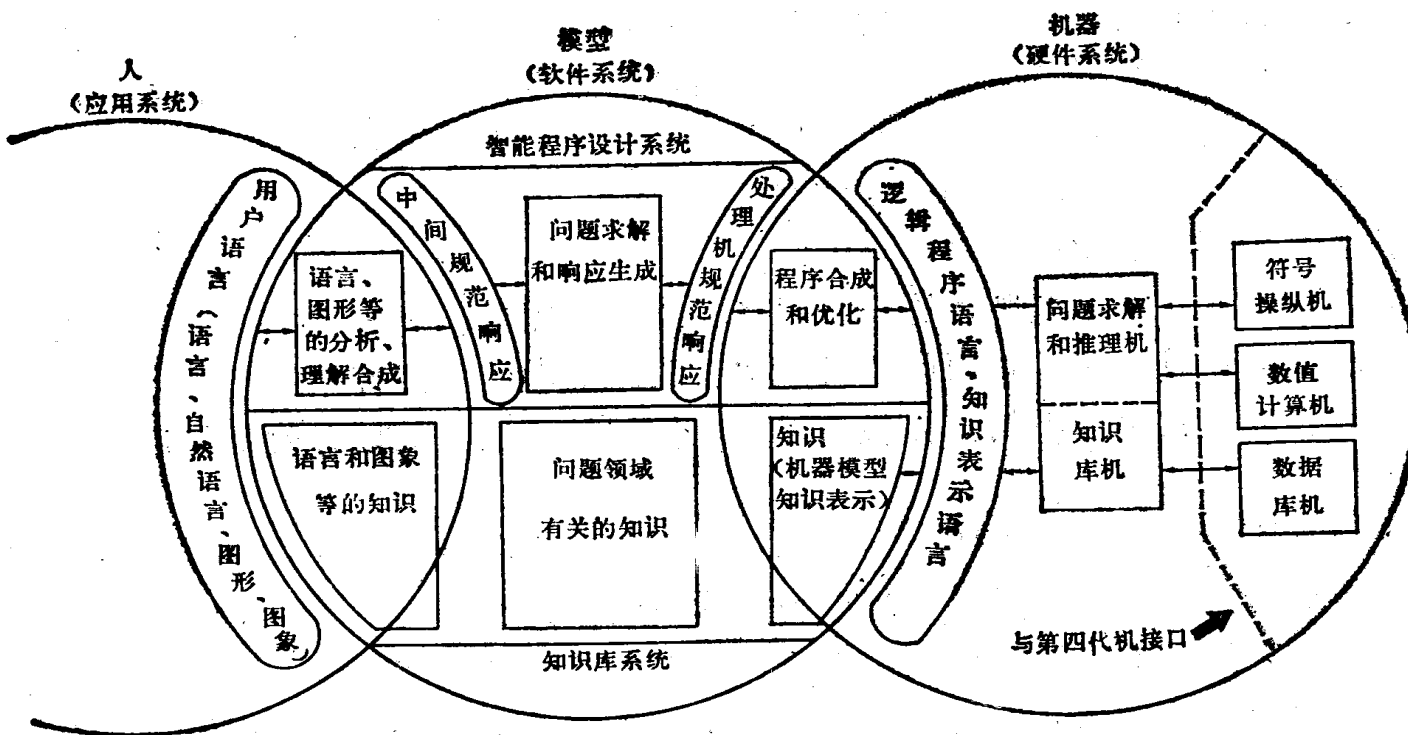 人
（应用系统）
模型
（软件系统）
机器
（硬件系统）
智能程序设计系统
用户语言（语言、自然语言、图形、图象）
语言、
图形等
的分析、
理解合成
中间规范响应
问题求解
和响应生成
处理机规范响应
程序合成
和优化
逻辑程序语言、知识表示语言
问题求解
和推理机
知识
库机
符号
操纵机
数值
计算机
数据
库机
语言和图象
等的知识
问题领域
有关的知识
知识
（机器模型
知识表示）
知识库系统
与第四代机接口